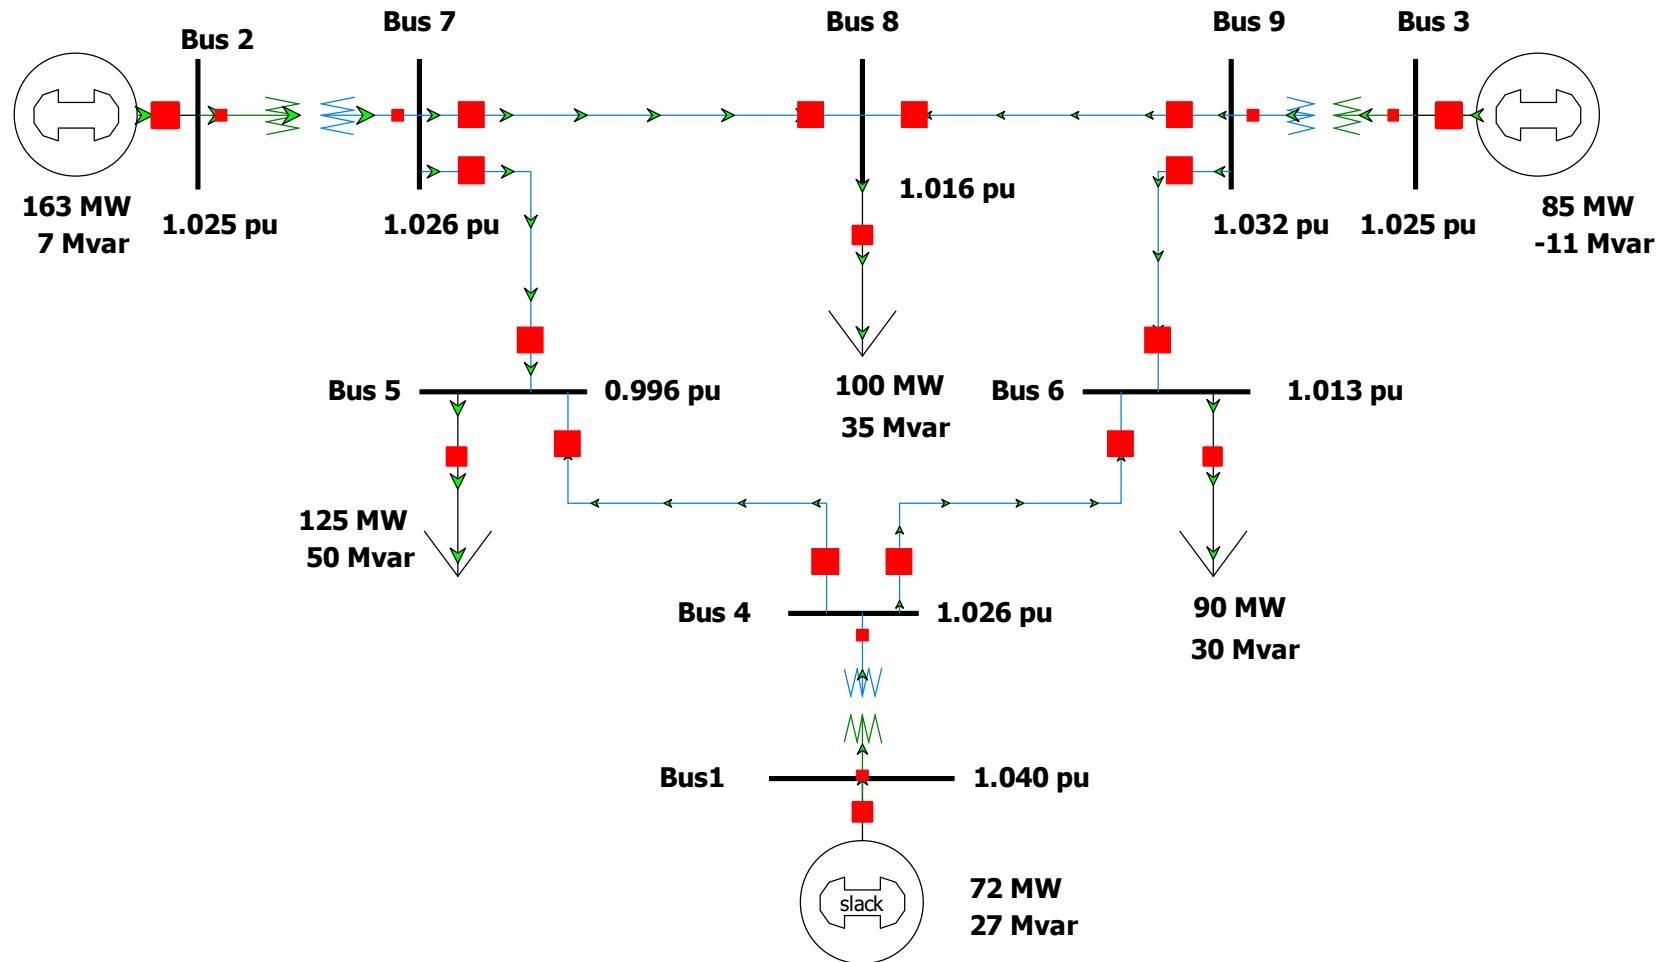 Bus 2
Bus 7
Bus 8
Bus 9
Bus 3
163 MW
7 Mvar
1.025 pu
1.026 pu
1.016 pu
1.032 pu
1.025 pu
85 MW
-11 Mvar
Bus 5
0.996 pu
100 MW
35 Mvar
Bus 6
1.013 pu
125 MW
50 Mvar
Bus 4
1.026 pu
90 MW
30 Mvar
Bus1
1.040 pu
slack
72 MW
27 Mvar